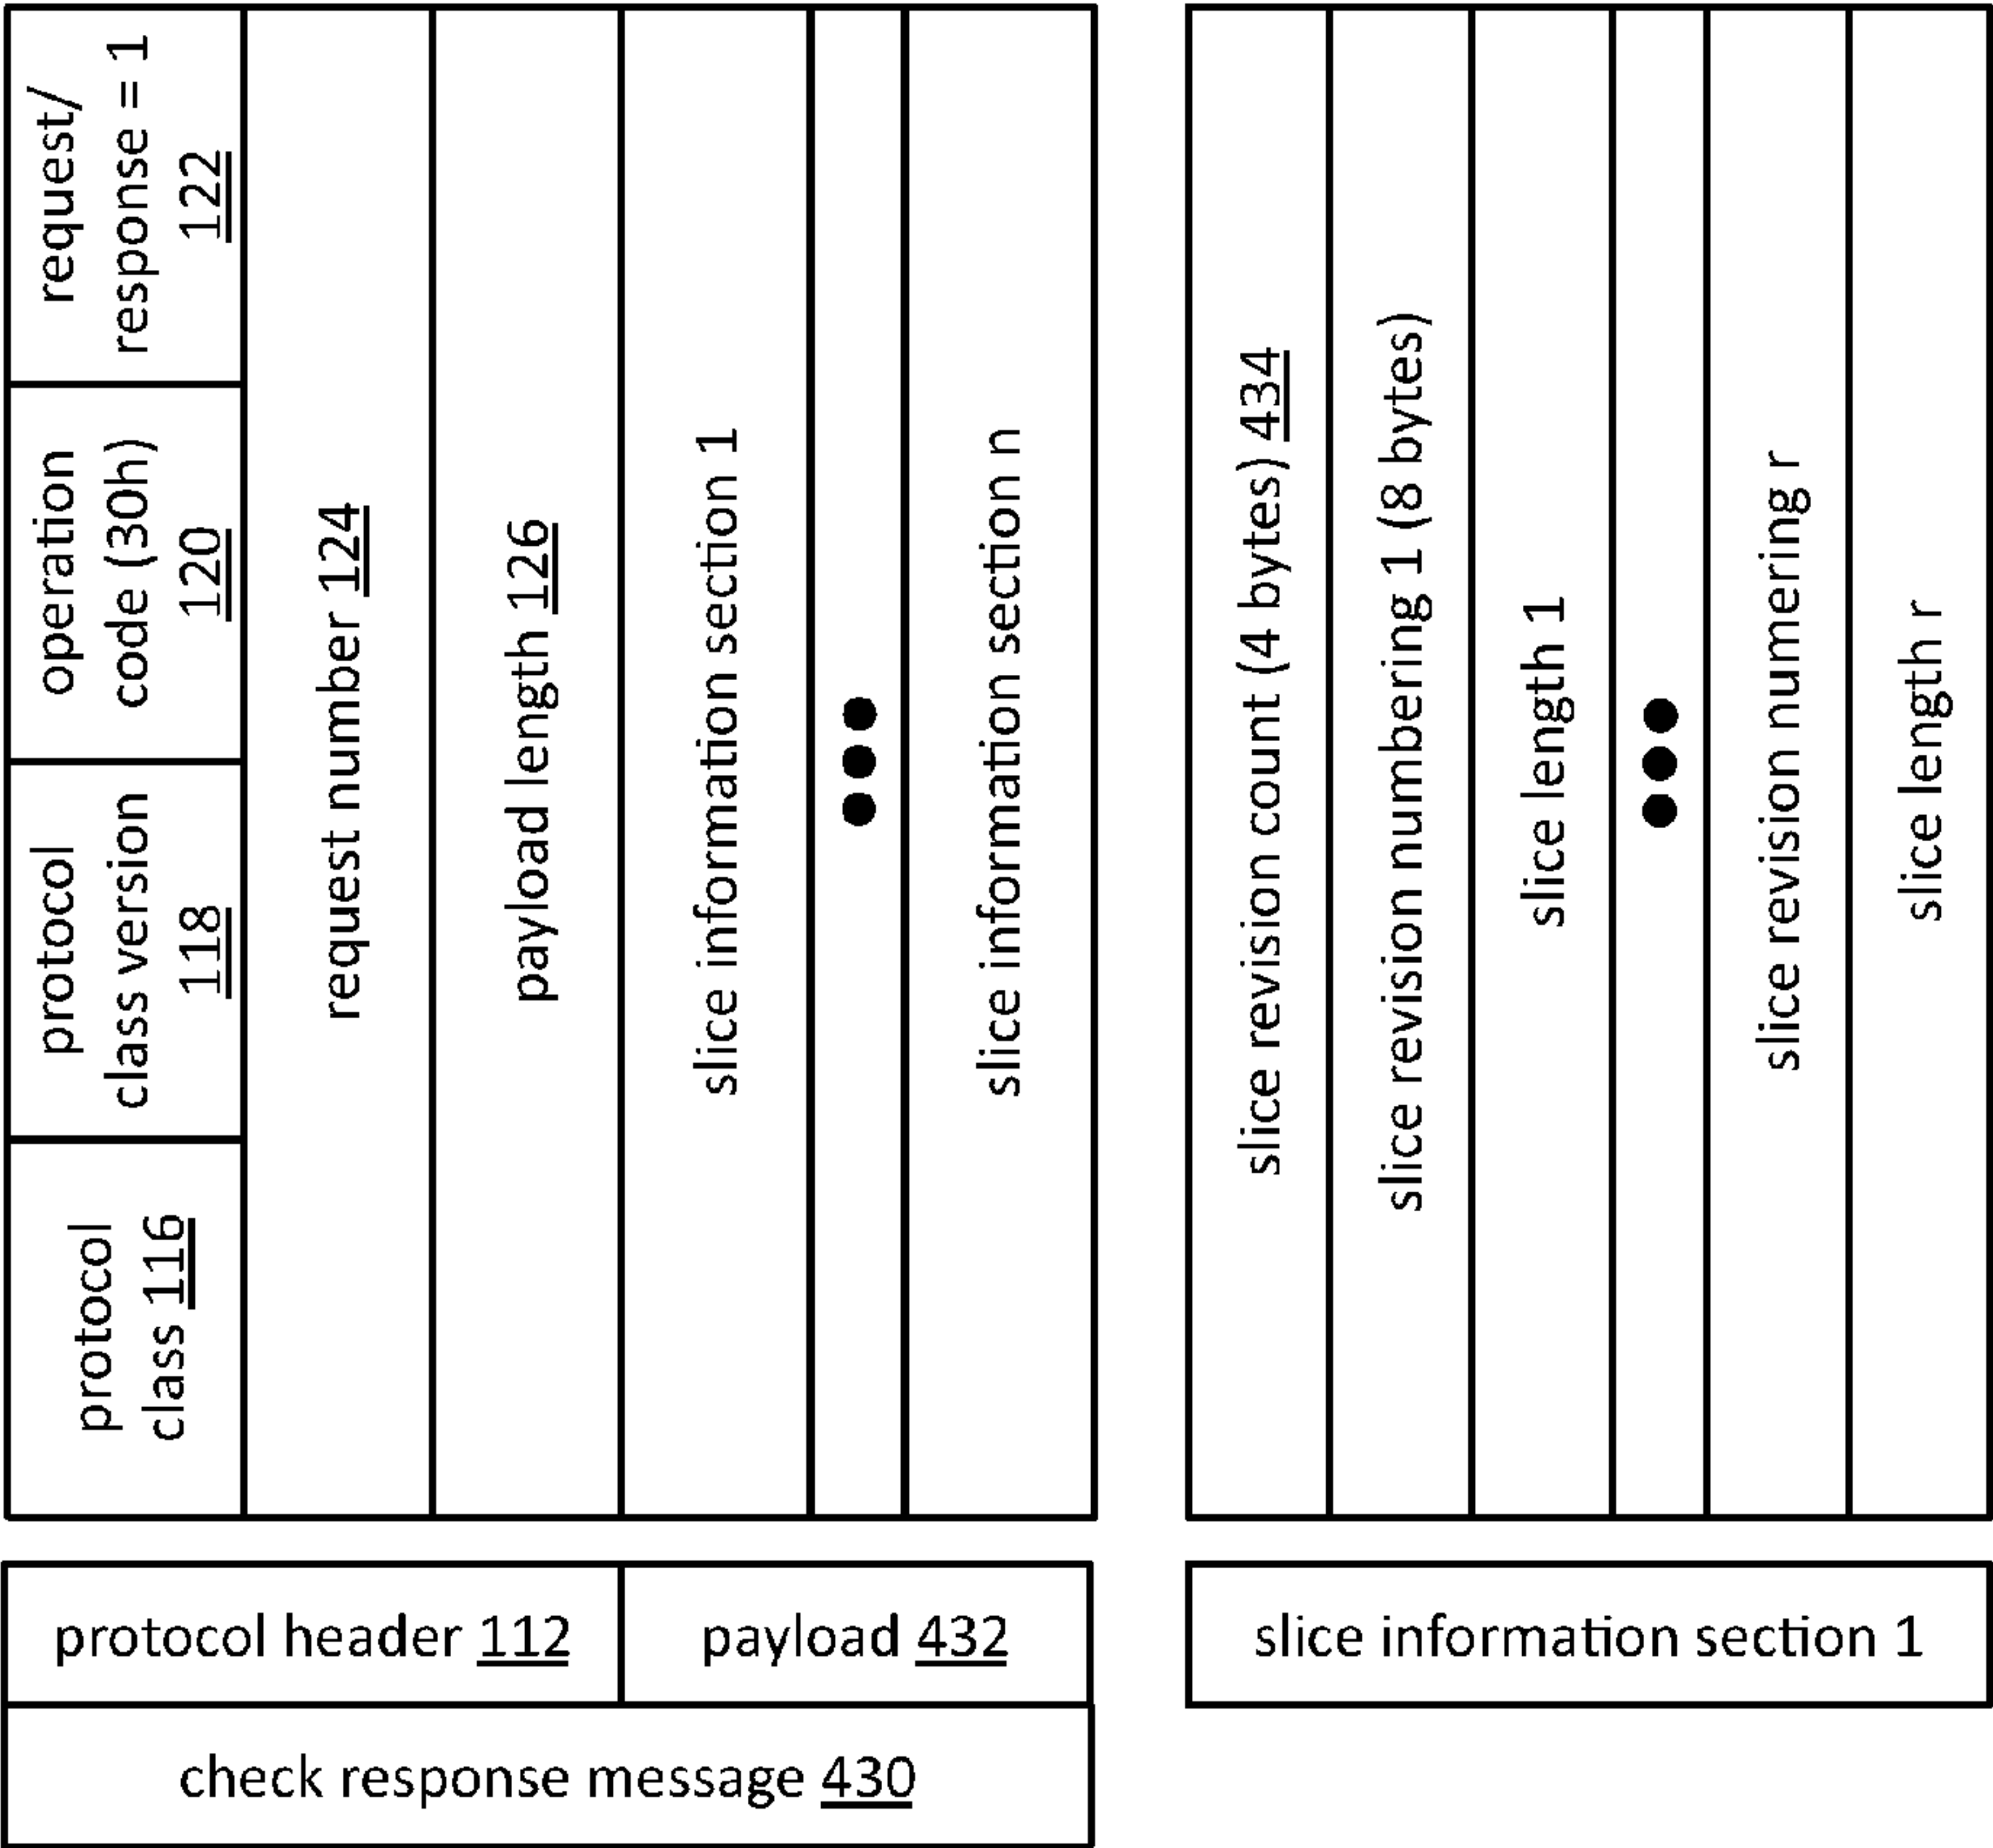 protocol
class 116
protocol
class version
118
operation
code (30h)
120
request/
response = 1
122
request number 124
payload length 126
slice information section 1
slice information section n
slice revision count (4 bytes) 434
slice revision numbering 1 (8 bytes)
slice length 1
slice revision numering r
slice length r
protocol header 112
payload 432
check response message 430
slice information section 1